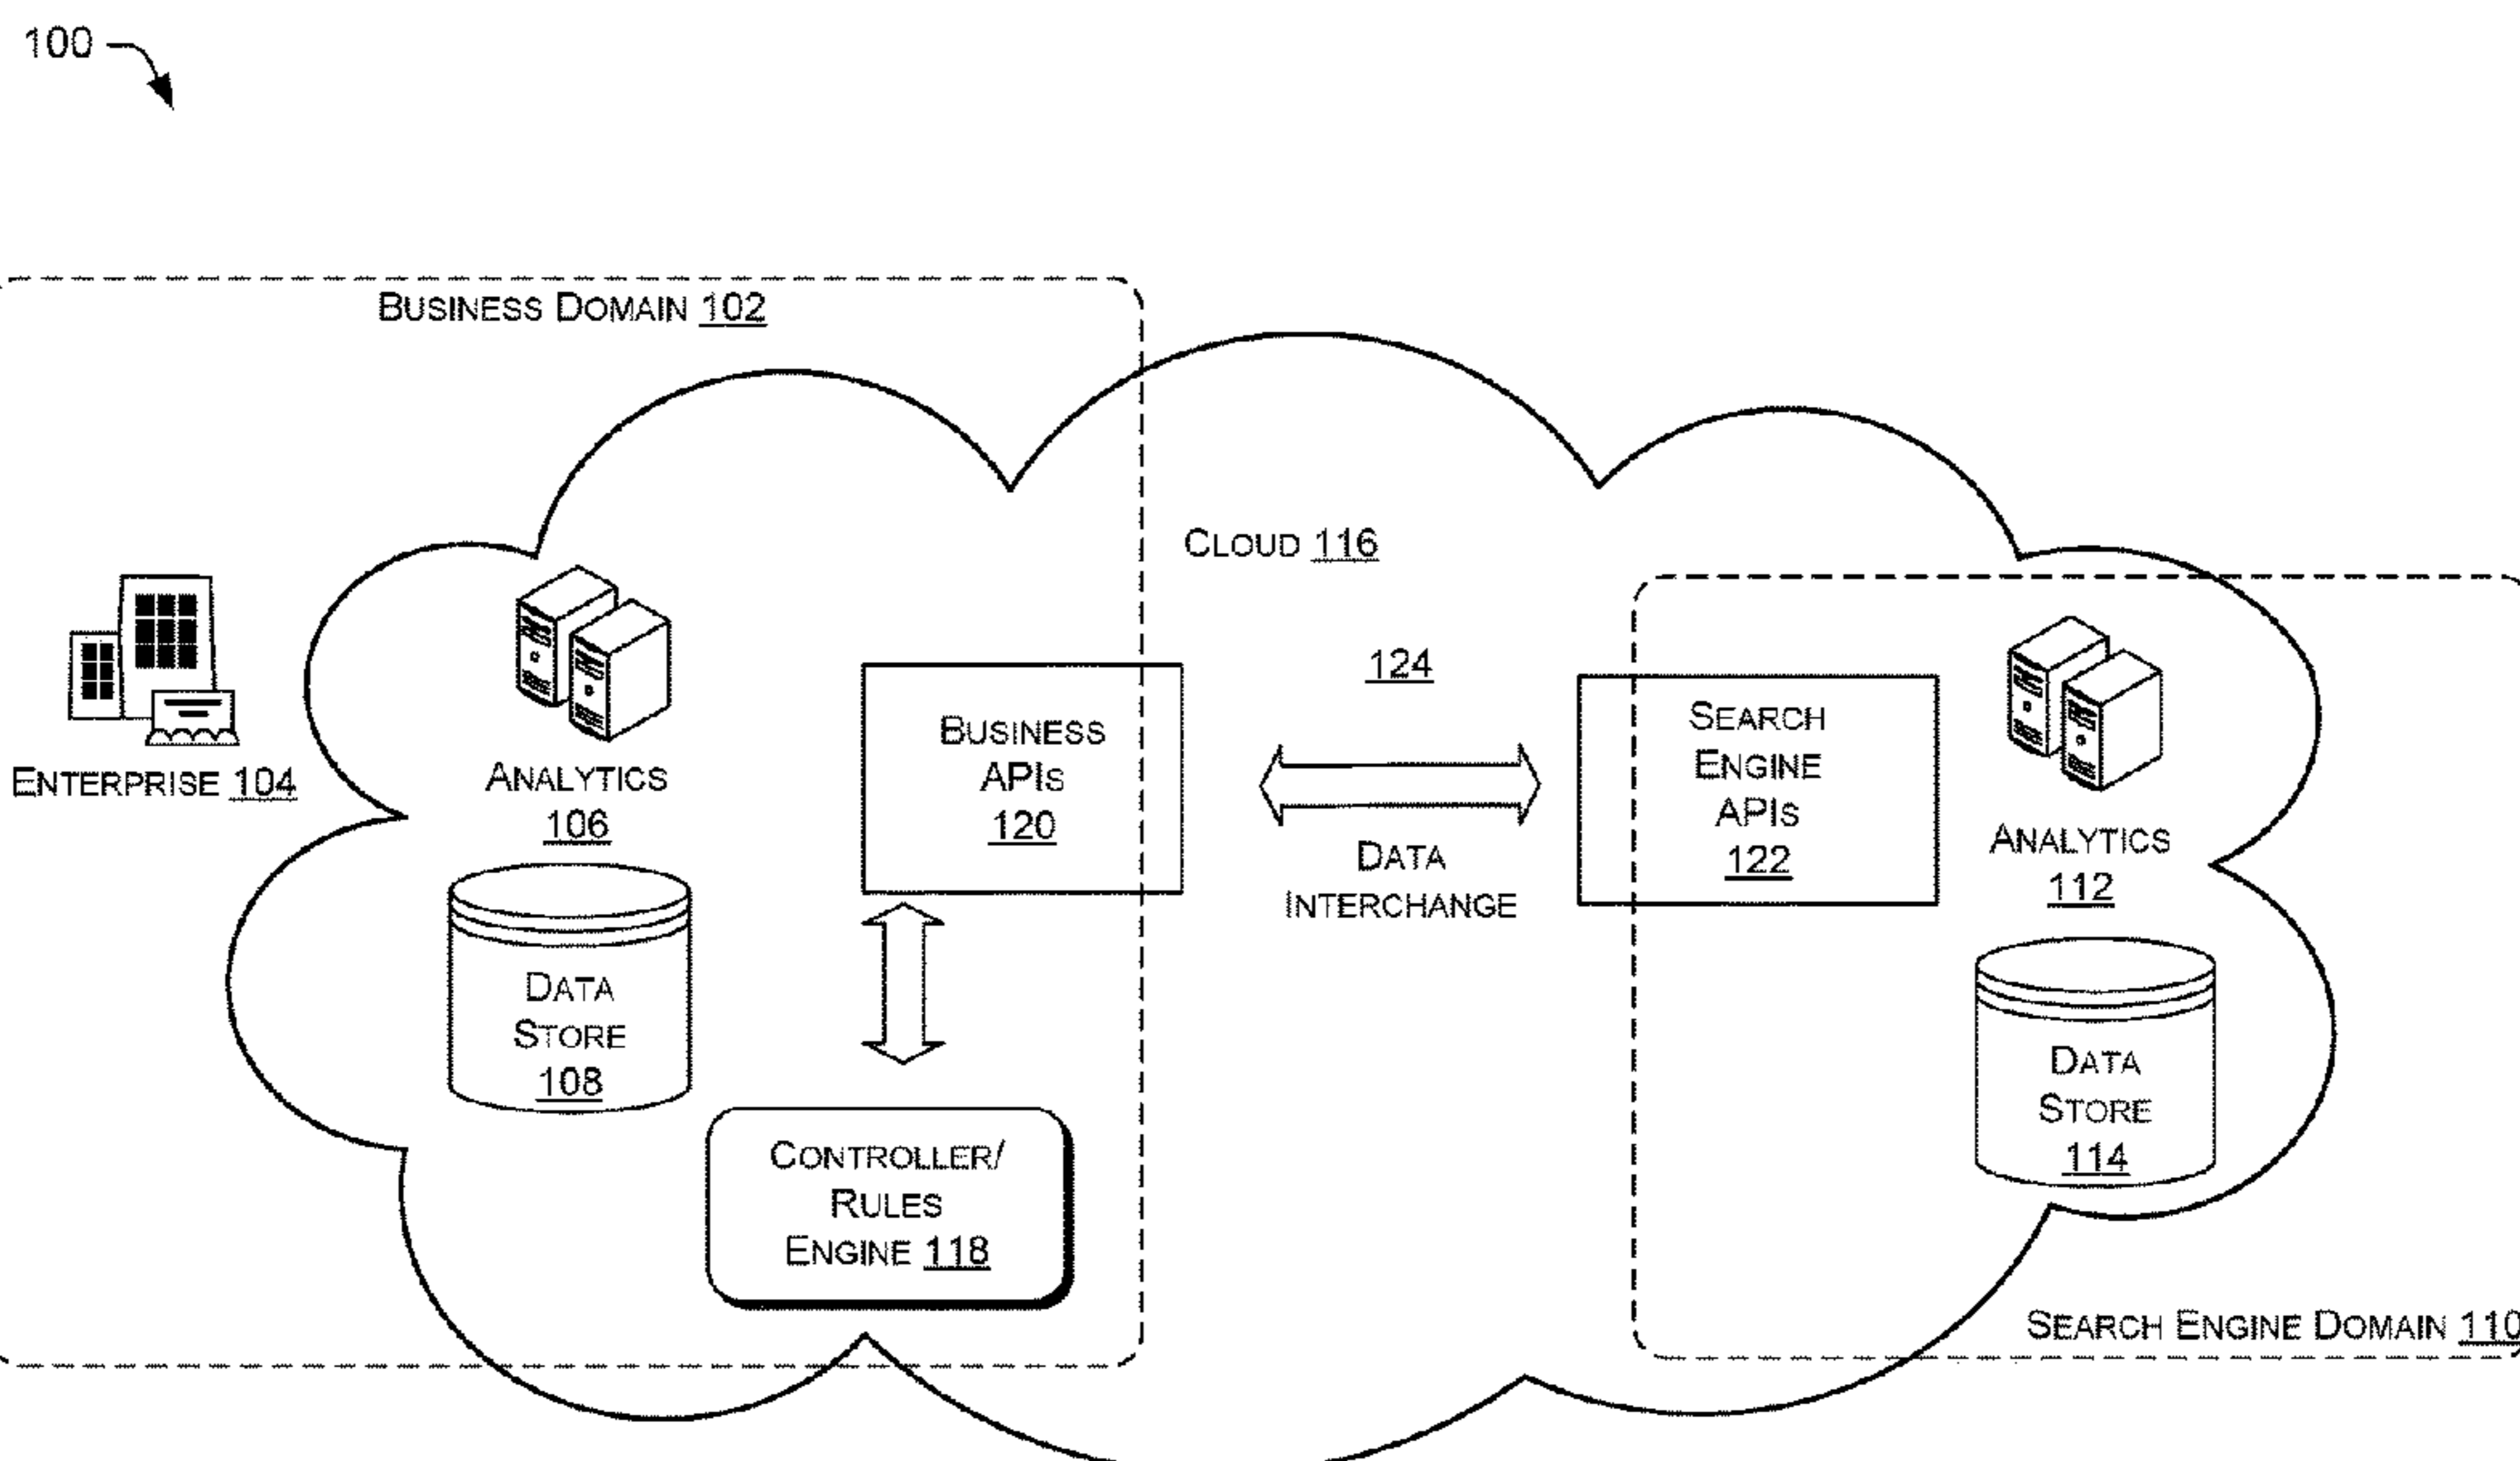 100
BUSINESS DOMAIN 102
CLOUD 116
ENTERPRISE 104
ANALYTICS
106
DATA
STORE
108
BUSINESS
APIS
120
CONTROLLER/
RULES
ENGINE 118
124
DATA
INTERCHANGE
SEARCH
ENGINE
APIS
122
ANALYTICS
112
DATA
STORE
114
SEARCH ENGINE DOMAIN 110